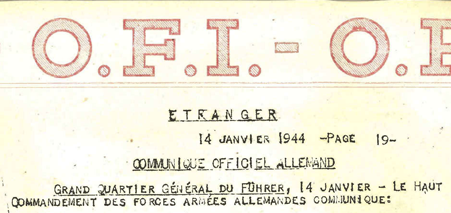 O.F.I.- O.F
ETRANGER
14 JANVIER 1944 -PAGE 19-
COMMUNIQUE OFFICIEL ALLEMAND
GRAND QUARTIER GÉNÉRAL DU FÜHRER, 14 JANVIER - LE HAUT
COMMANDEMENT DES FORCES ARMÉES ALLEMANDES COMMUNIQUE: